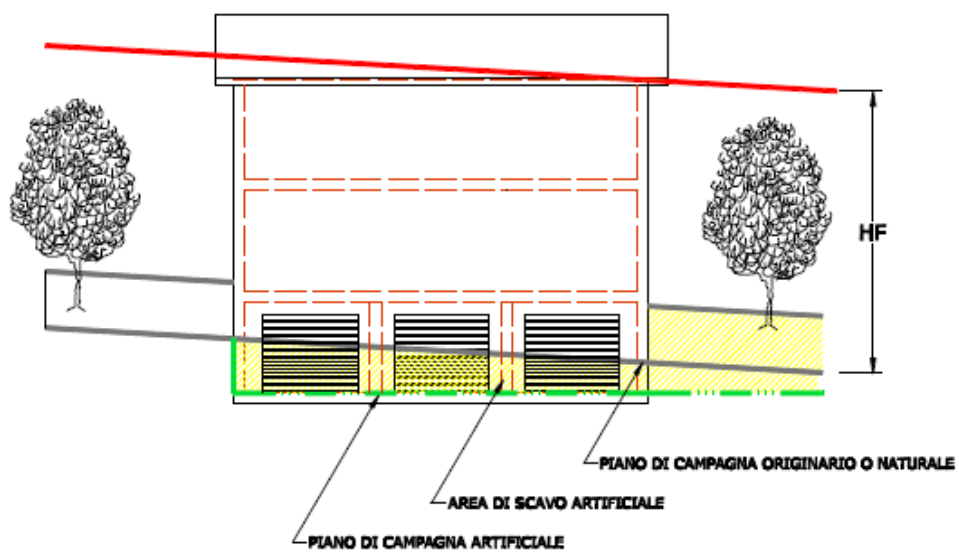 HF
PIANO DI CAMPAGNA ORIGINARIO O NATURALE
AREA DI SCAVO ARTIFICIALE
PIANO DI CAMPAGNA ARTIFICIALE